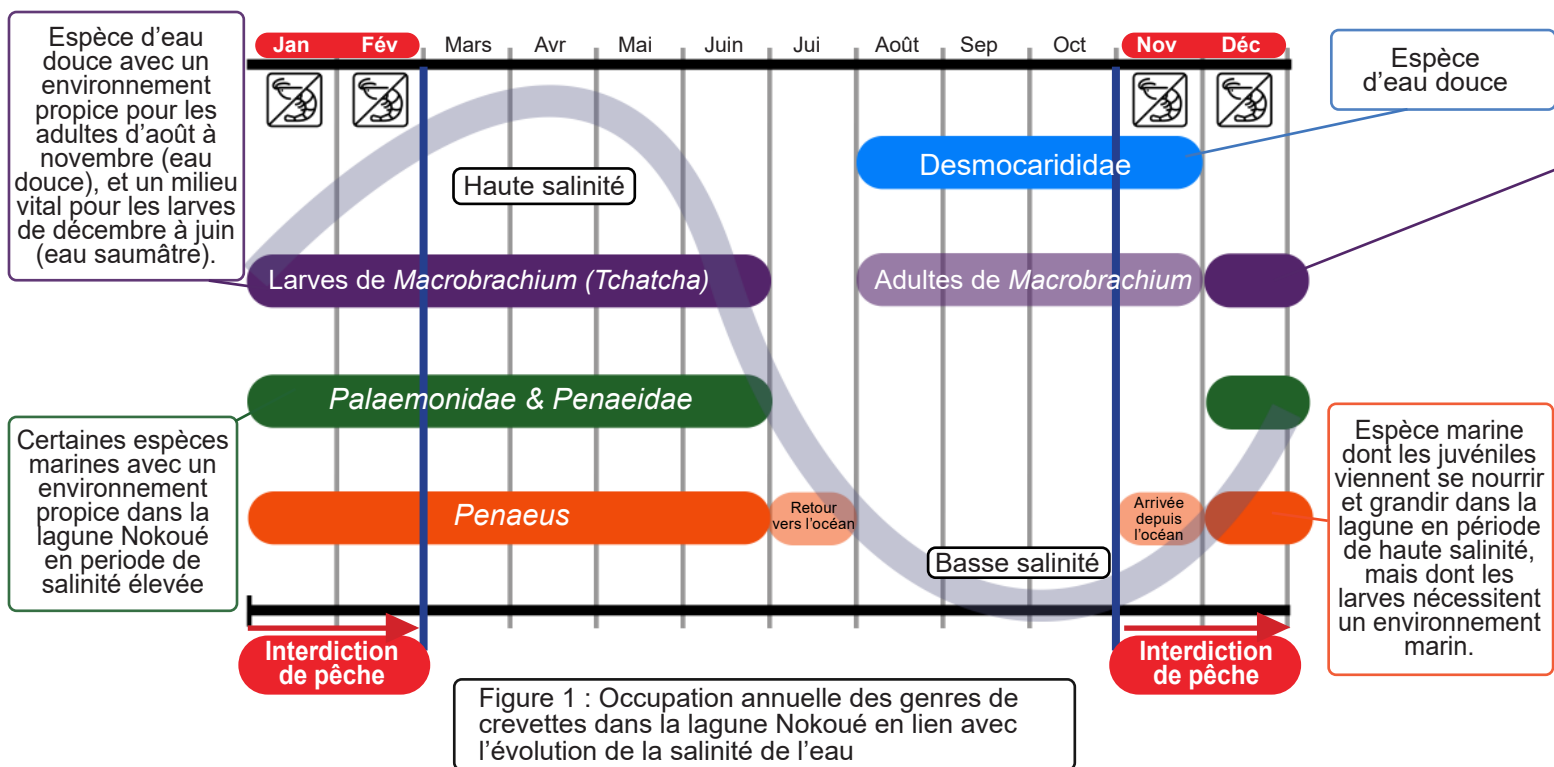 Espèce d’eau
douce avec un
environnement
propice pour les
adultes d’août à
novembre (eau
douce), et un milieu
vital pour les larves
de décembre à juin
(eau saumâtre).
Jan Fév Mars Avr Mai Juin Jui Août Sep Oct Nov Déc
Espèce
d’eau douce
Desmocarididae
Haute salinité
Larves de Macrobrachium (Tchatcha)
Adultes de Macrobrachium
Palaemonidae & Penaeidae
Certaines espèces
marines avec un
environnement
propice dans la
lagune Nokoué
en periode de
salinité élevée
Penaeus
Retour
vers l’océan
Arrivée
depuis
l’océan
Espèce marine
dont les juvéniles
viennent se nourrir
et grandir dans la
lagune en période
de haute salinité,
mais dont les
larves nécessitent
un environnement
marin.
Basse salinité
Interdiction
de pêche
Interdiction
de pêche
Figure 1 : Occupation annuelle des genres de
crevettes dans la lagune Nokoué en lien avec
l’évolution de la salinité de l’eau